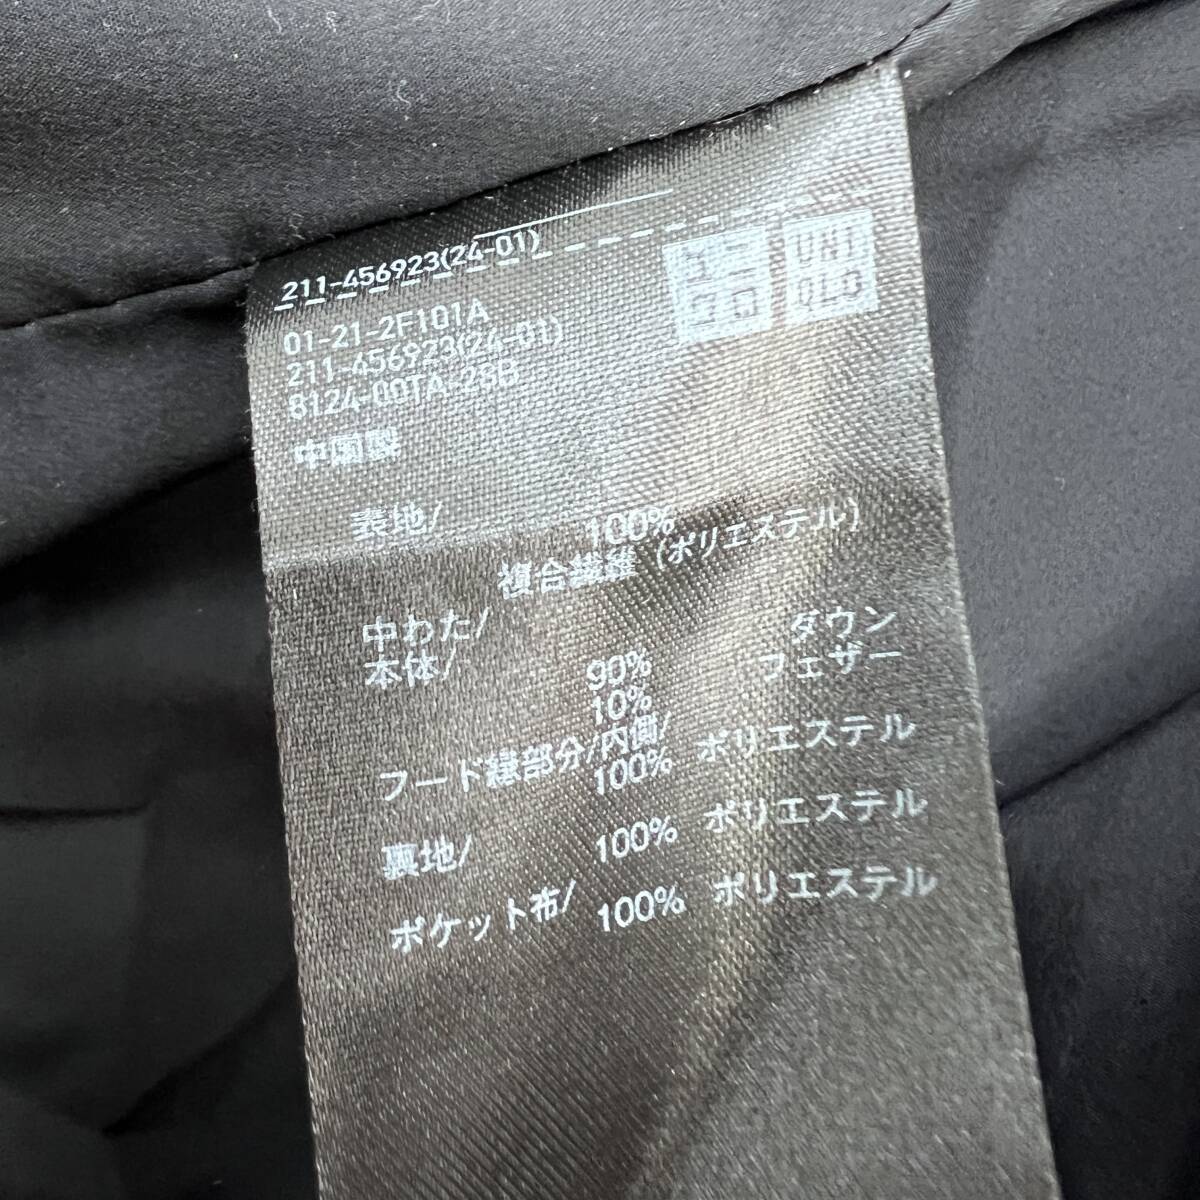 211-456923(24-01)
ユニ
クロ
UNI
QLO
01-21-2F101A
211-456923(24-01)
8124-00TA-28B
中国製
表地/ 100%
複合繊維 (ポリエステル)
中わた/
本体/ 90% ダウン
10% フェザー
フード縁部分/内側/
100% ポリエステル
裏地/ 100% ポリエステル
ポケット布/ 100% ポリエステル